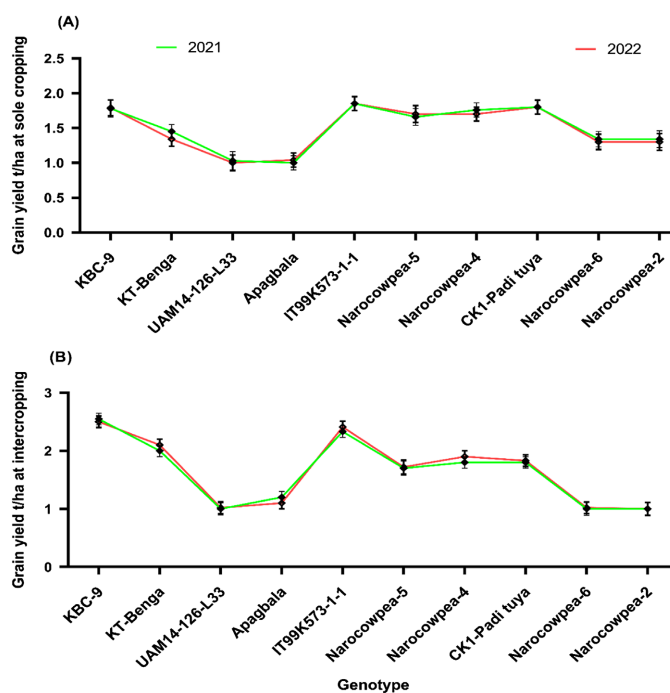 (A)
2021
2022
Grain yield t/ha at sole cropping
2.5
2.0
1.5
1.0
0.5
0.0
KBC-9
KT-Benga
UAM14-126-L33
Apagbala
IT99K573-1-1
Narocowpea-5
Narocowpea-4
CK1-Padi tuya
Narocowpea-6
Narocowpea-2
(B)
Grain yield t/ha at intercropping
3
2
1
0
KBC-9
KT-Benga
UAM14-126-L33
Apagbala
IT99K573-1-1
Narocowpea-5
Narocowpea-4
CK1-Padi tuya
Narocowpea-6
Narocowpea-2
Genotype